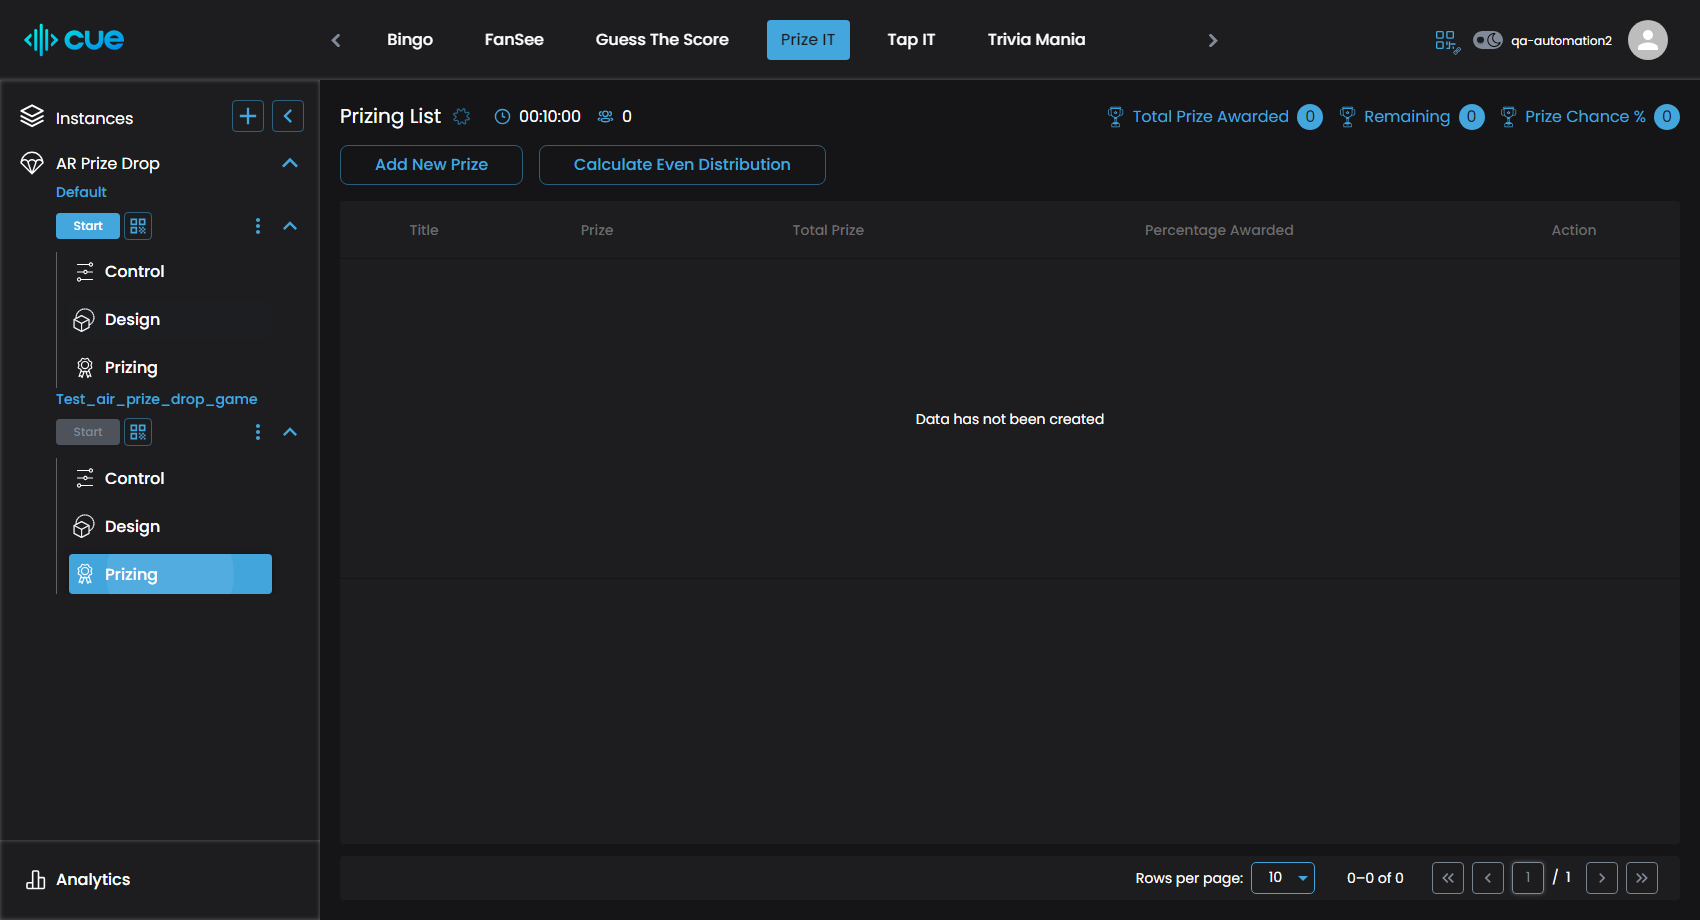 cue
Bingo
FanSee
Guess The Score
Prize IT
Tap IT
Trivia Mania
qa-automation2
Instances
AR Prize Drop
Default
Start
Control
Design
Prizing
Test_air_prize_drop_game
Start
Control
Design
Prizing
Analytics
Prizing List
00:10:00
0
Total Prize Awarded 0
Remaining 0
Prize Chance % 0
Add New Prize
Calculate Even Distribution
Title
Prize
Total Prize
Percentage Awarded
Action
Data has not been created
Rows per page: 10
0–0 of 0
1 / 1